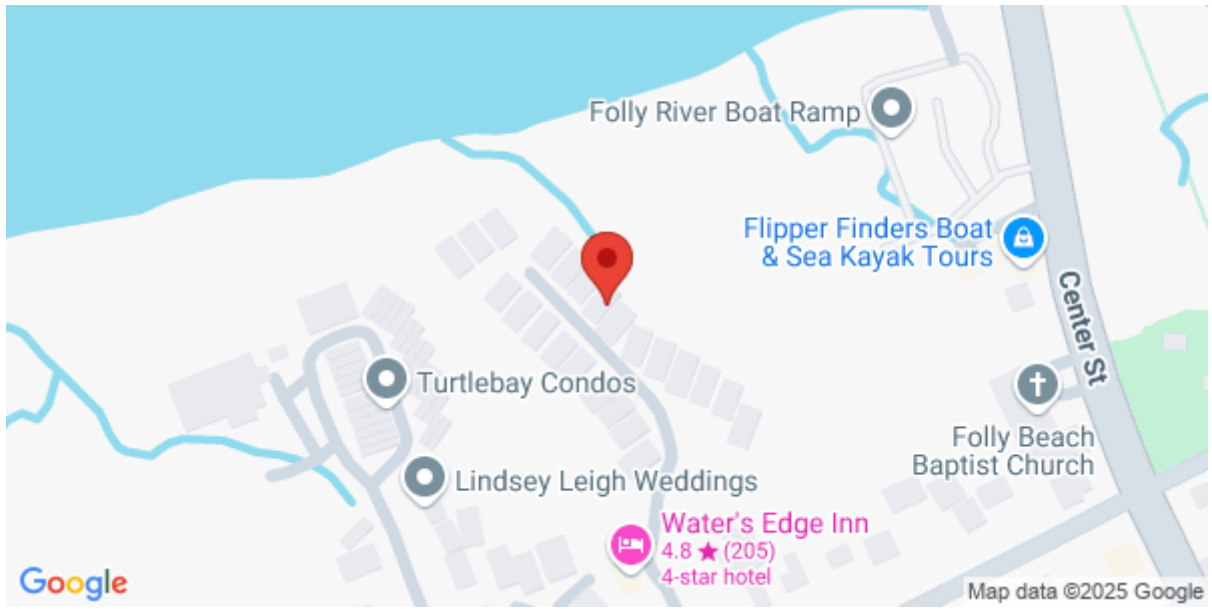 Folly River Boat Ramp
Flipper Finders Boat
& Sea Kayak Tours
Center St
Turtlebay Condos
Folly Beach
Baptist Church
Lindsey Leigh Weddings
Water's Edge Inn
4.8 ★ (205)
4-star hotel
Google
Map data ©2025 Google